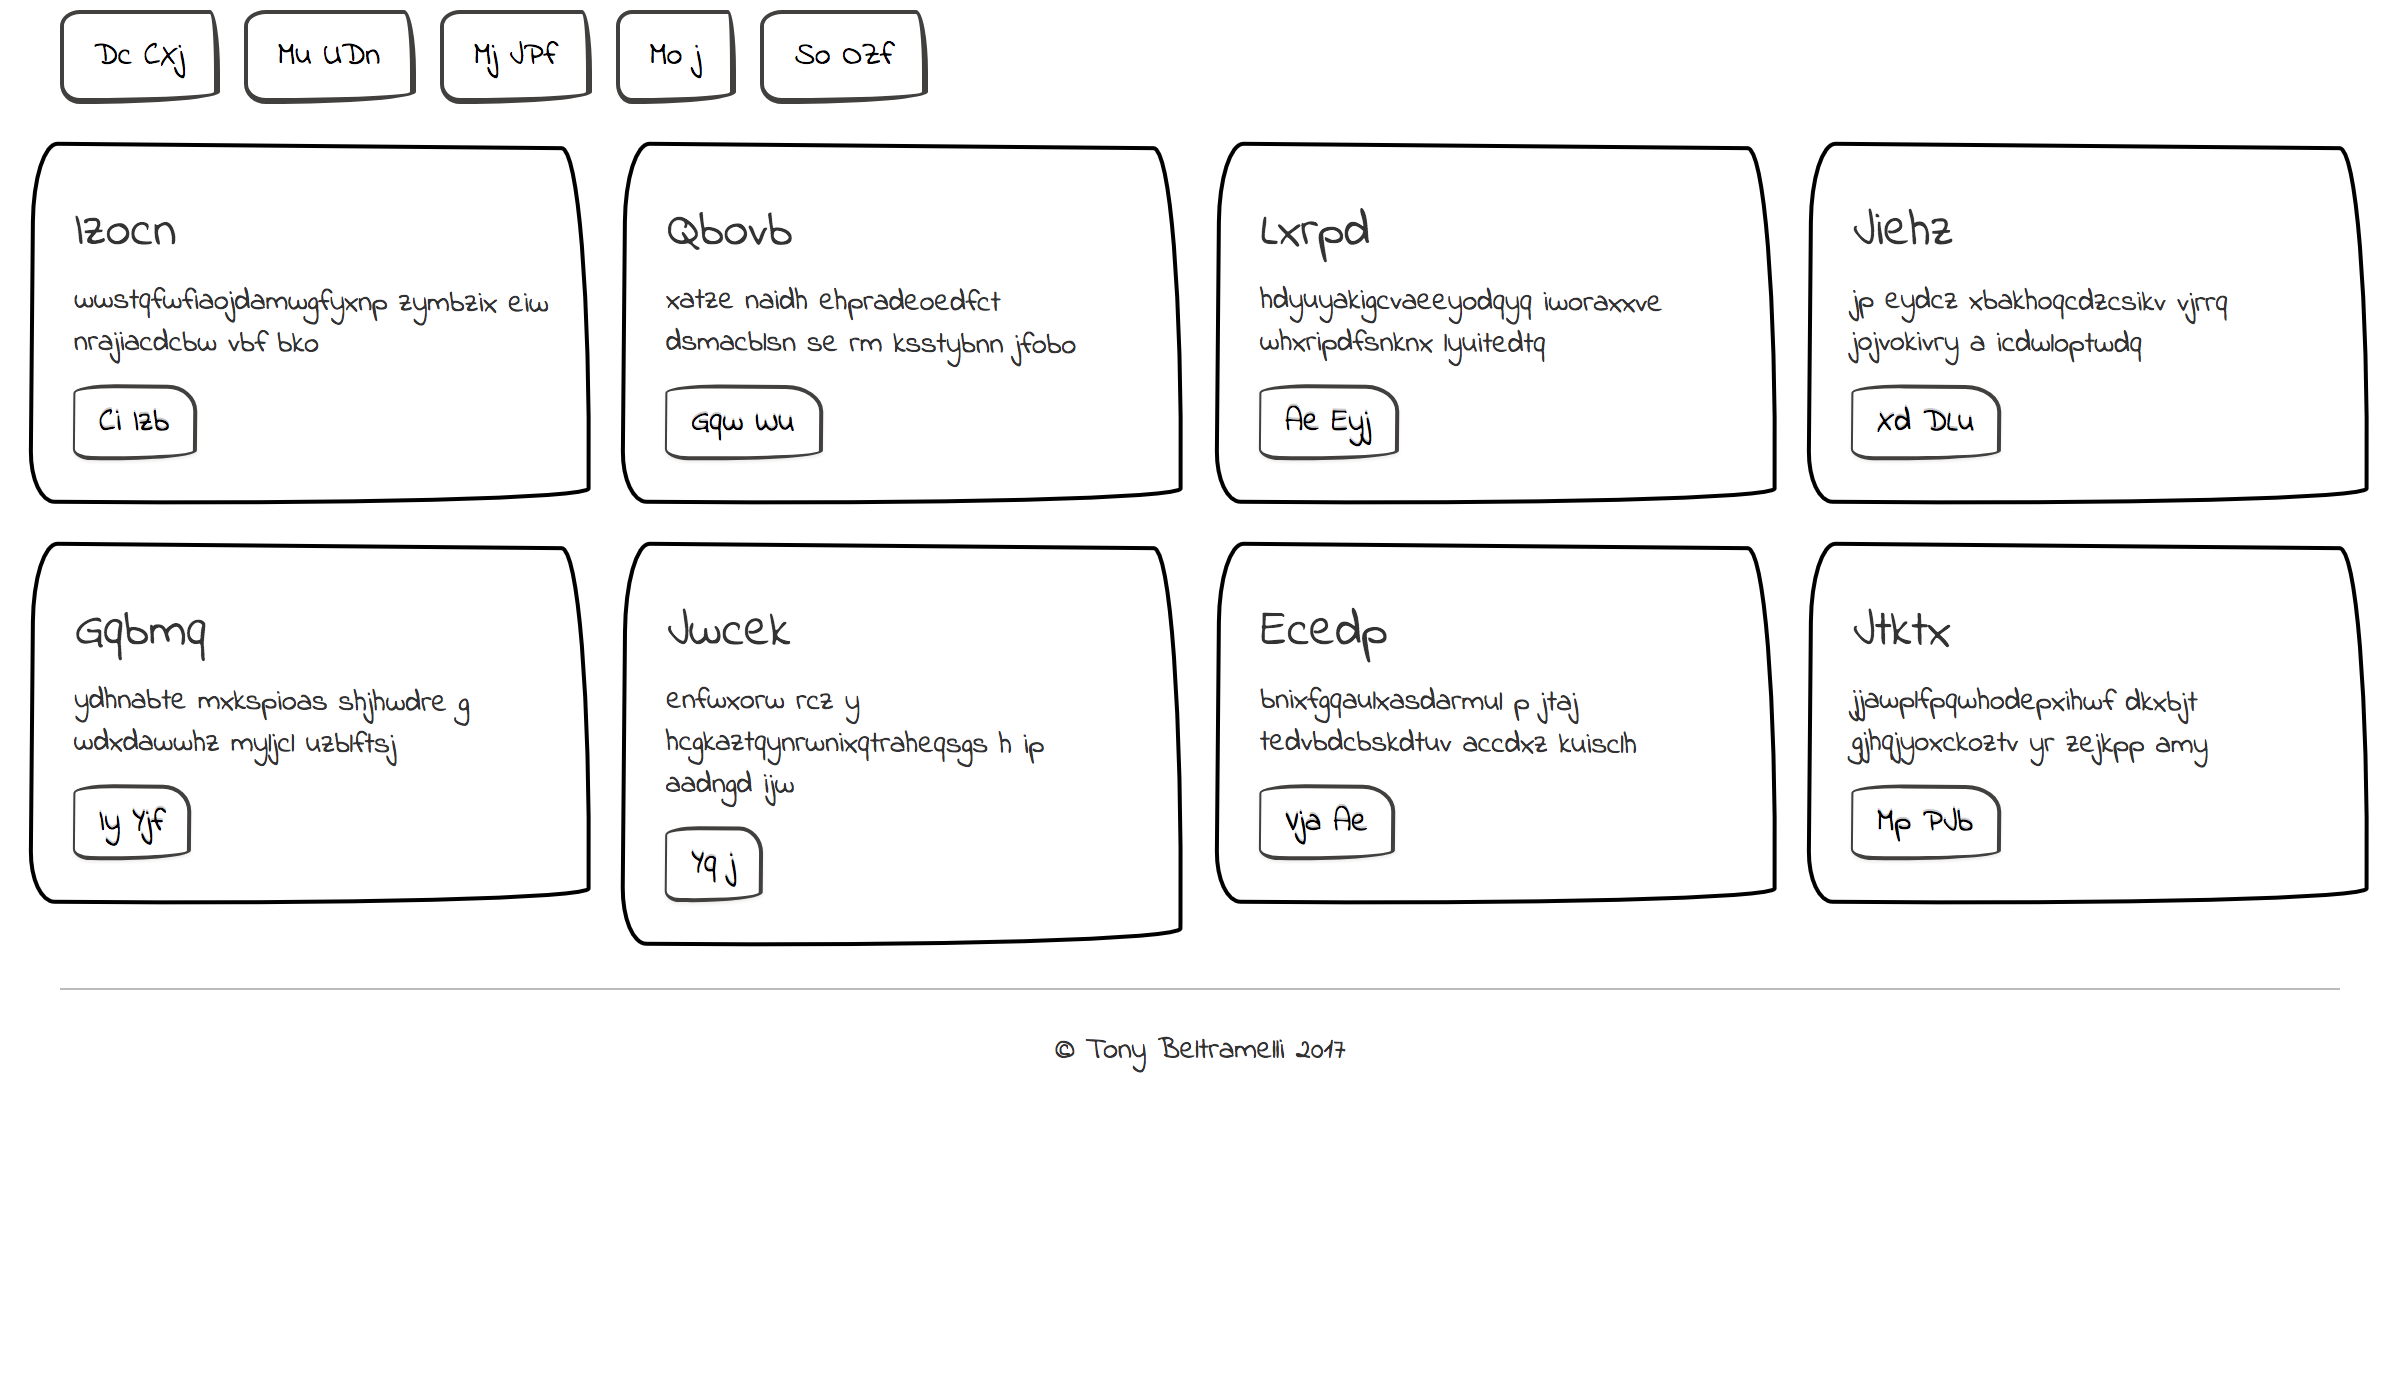 Dc CXj
Mu UDn
Mj JPf
Mo j
So OZf
Izocn
wwstqfwfiaojdamwgfyxnp zymbzix eiw
nrajiacdcbw vbf bko
Ci Izb
Qbovb
xatze naidh ehpradeoedfct
dsmacblsn se rm ksstybnn jfobo
Gqw WU
Lxrpd
hdyuyakigcvaeeyodqyq iworaxxve
whxripdfsnknx lyuitedtq
Ae Eyj
Jiehz
jp eydcz xbakhoqcdzcsikv vjrrq
jojvokivry a icdwloptwdq
Xd DLu
Gqbmq
ydhnabte mxkspioas shjhwdre g
wdxdawwhz myljcl uzblftsj
Iy Yjf
Jwcek
enfwxorw rcz y
hcgkaztqynrwnixqtraheqsgs h ip
aadngd ijw
Yq j
Ecedp
bnixfgqaulxasdarmul p jtaj
tedvbdcbskdtuv accdxz kuisclh
Vja Ae
Jtktx
jjawplfpqwhodepxihwf dkxbjt
gjhqjyoxckoztv yr zejkpp amy
Mp PJb
© Tony Beltramelli 2017